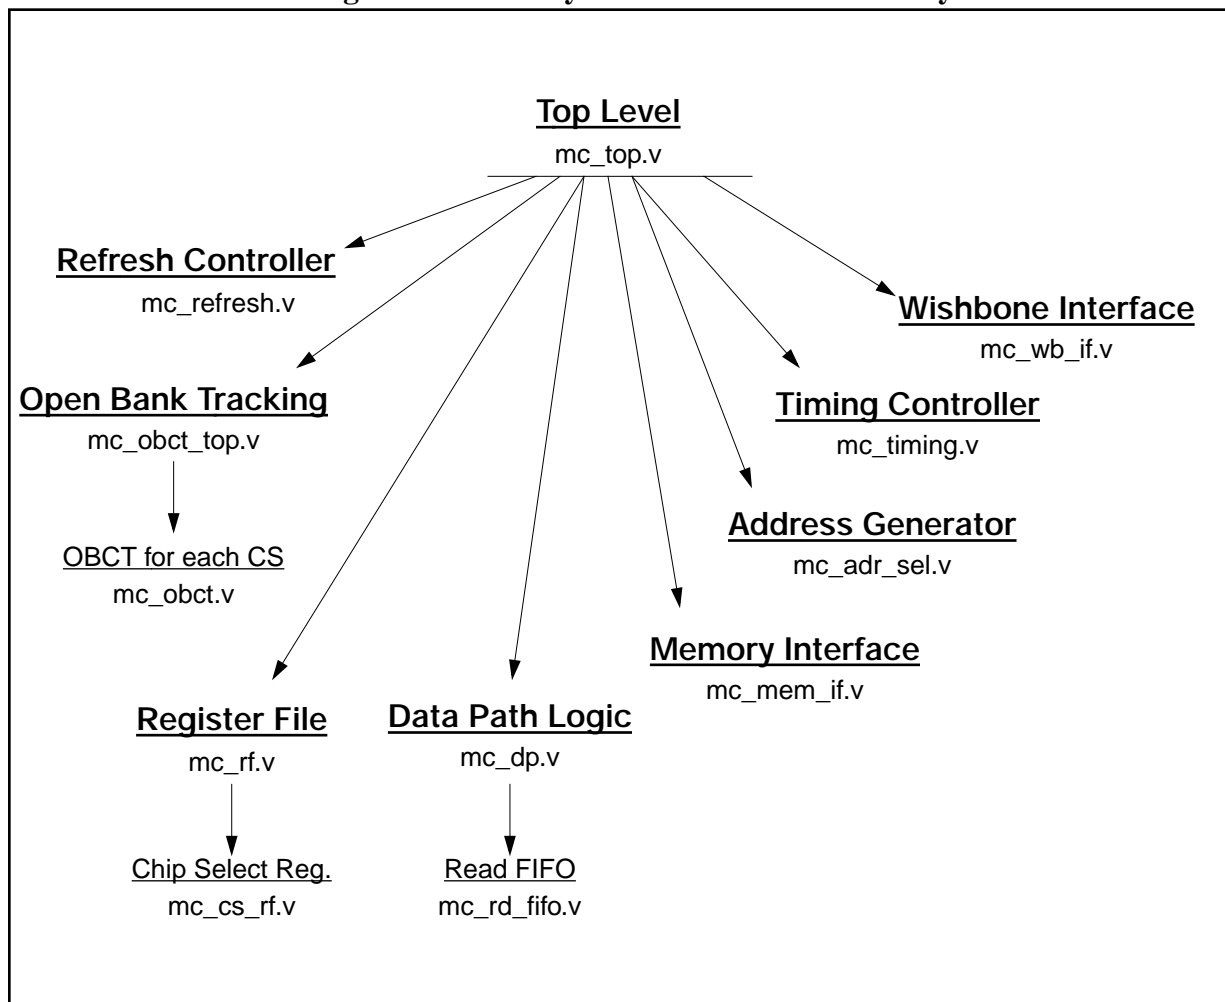 Top Level
mc_top.v
Refresh Controller
mc_refresh.v
Wishbone Interface
mc_wb_if.v
Open Bank Tracking
mc_obct_top.v
Timing Controller
mc_timing.v
OBCT for each CS
mc_obct.v
Address Generator
mc_adr_sel.v
Memory Interface
mc_mem_if.v
Register File
mc_rf.v
Data Path Logic
mc_dp.v
Chip Select Reg.
mc_cs_rf.v
Read FIFO
mc_rd_fifo.v